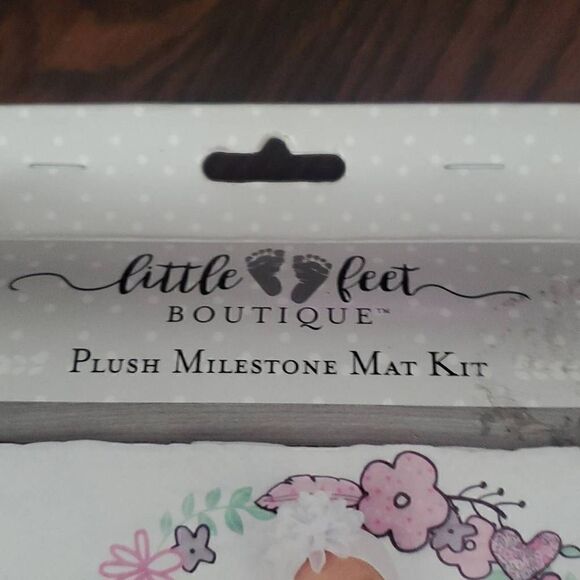 little feet
BOUTIQUE™
PLUSH MILESTONE MAT KIT